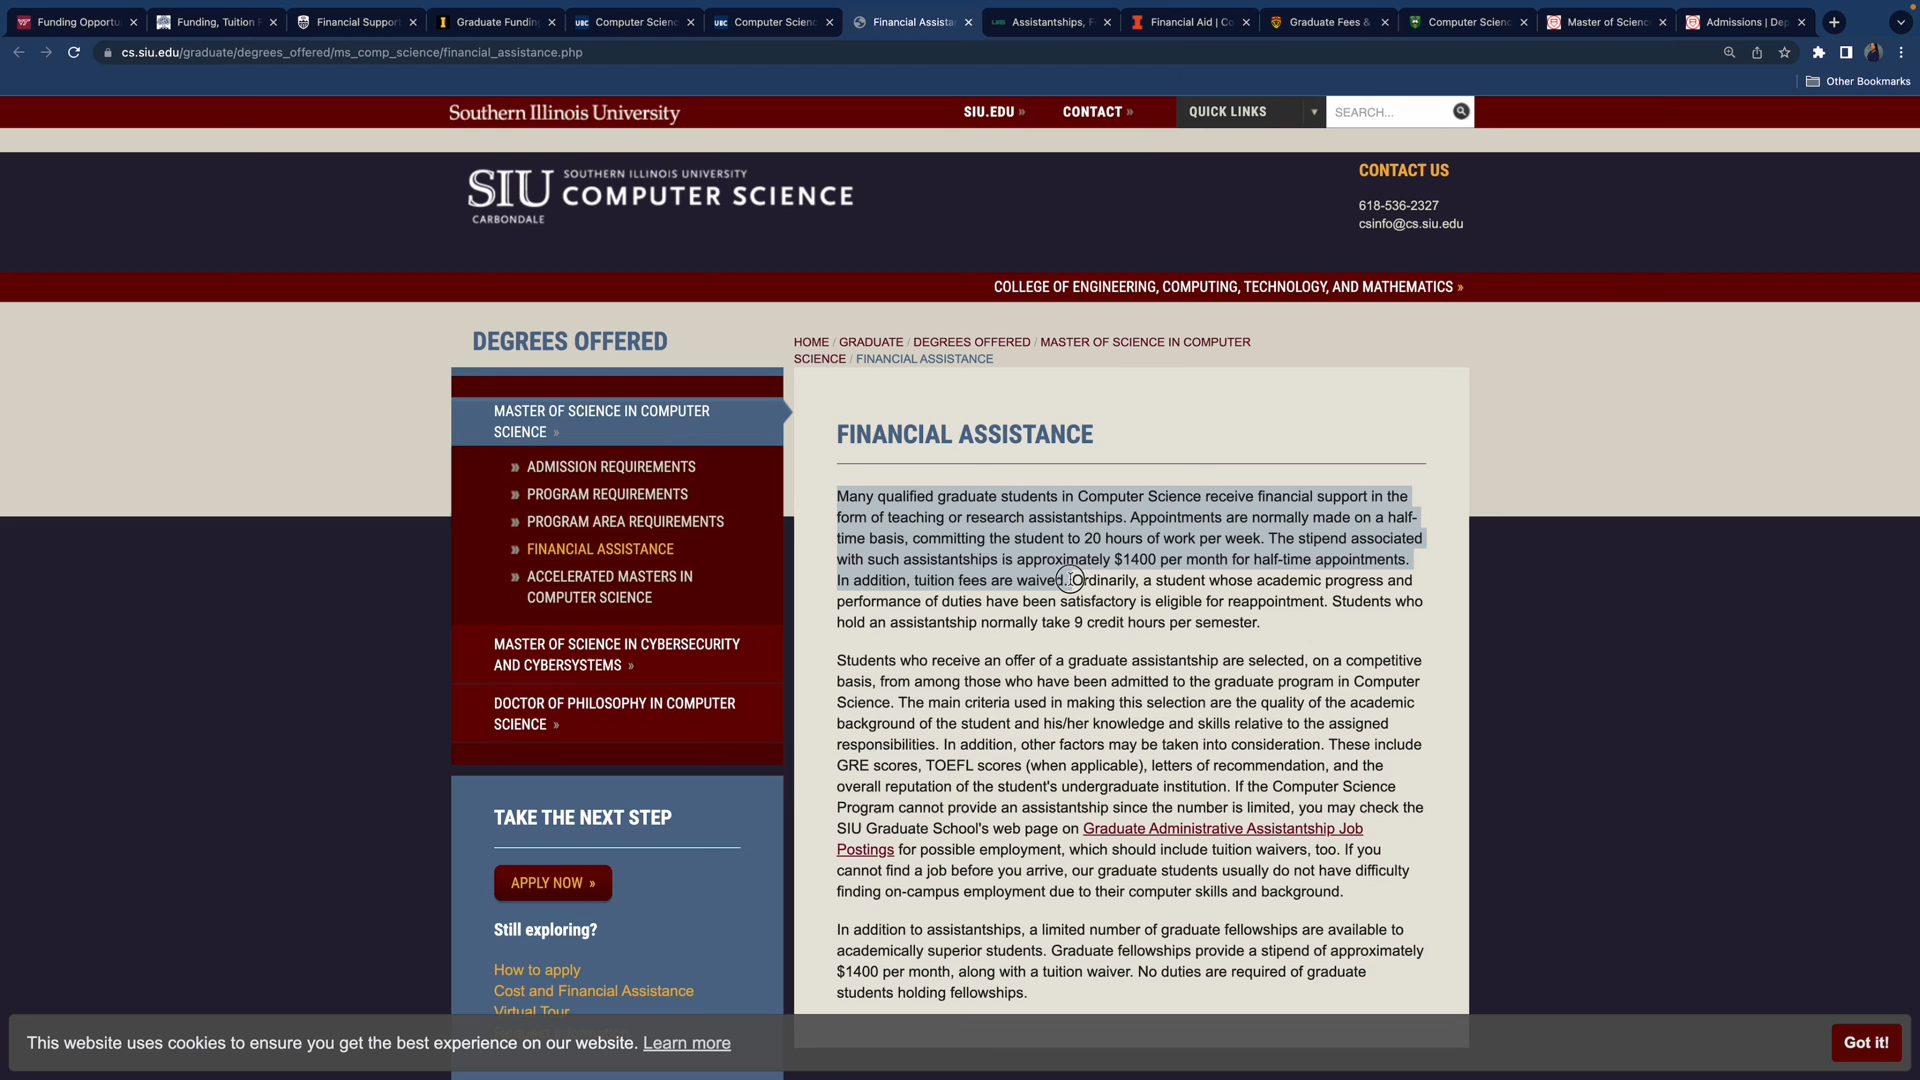 Funding Opportu
Funding, Tuition F
Financial Support
Graduate Fundin
Computer Scienc
Computer Scienc
Financial Assista
Assistantships, F
Financial Aid | Co
Graduate Fees &
Computer Scienc
Master of Scienc
Admissions | Dep
cs.siu.edu/graduate/degrees_offered/ms_comp_science/financial_assistance.php
Other Bookmarks
Southern Illinois University
SIU.EDU »
CONTACT »
QUICK LINKS
SEARCH...
SIU SOUTHERN ILLINOIS UNIVERSITY
COMPUTER SCIENCE
CARBONDALE
CONTACT US
618-536-2327
csinfo@cs.siu.edu
COLLEGE OF ENGINEERING, COMPUTING, TECHNOLOGY, AND MATHEMATICS »
DEGREES OFFERED
MASTER OF SCIENCE IN COMPUTER
SCIENCE »
» ADMISSION REQUIREMENTS
» PROGRAM REQUIREMENTS
» PROGRAM AREA REQUIREMENTS
» FINANCIAL ASSISTANCE
» ACCELERATED MASTERS IN
COMPUTER SCIENCE
MASTER OF SCIENCE IN CYBERSECURITY
AND CYBERSYSTEMS »
DOCTOR OF PHILOSOPHY IN COMPUTER
SCIENCE »
TAKE THE NEXT STEP
APPLY NOW »
Still exploring?
How to apply
Cost and Financial Assistance
Virtual Tour
HOME / GRADUATE / DEGREES OFFERED / MASTER OF SCIENCE IN COMPUTER
SCIENCE / FINANCIAL ASSISTANCE
FINANCIAL ASSISTANCE
Many qualified graduate students in Computer Science receive financial support in the
form of teaching or research assistantships. Appointments are normally made on a half-
time basis, committing the student to 20 hours of work per week. The stipend associated
with such assistantships is approximately $1400 per month for half-time appointments.
In addition, tuition fees are waived. Ordinarily, a student whose academic progress and
performance of duties have been satisfactory is eligible for reappointment. Students who
hold an assistantship normally take 9 credit hours per semester.
Students who receive an offer of a graduate assistantship are selected, on a competitive
basis, from among those who have been admitted to the graduate program in Computer
Science. The main criteria used in making this selection are the quality of the academic
background of the student and his/her knowledge and skills relative to the assigned
responsibilities. In addition, other factors may be taken into consideration. These include
GRE scores, TOEFL scores (when applicable), letters of recommendation, and the
overall reputation of the student's undergraduate institution. If the Computer Science
Program cannot provide an assistantship since the number is limited, you may check the
SIU Graduate School's web page on Graduate Administrative Assistantship Job
Postings for possible employment, which should include tuition waivers, too. If you
cannot find a job before you arrive, our graduate students usually do not have difficulty
finding on-campus employment due to their computer skills and background.
In addition to assistantships, a limited number of graduate fellowships are available to
academically superior students. Graduate fellowships provide a stipend of approximately
$1400 per month, along with a tuition waiver. No duties are required of graduate
students holding fellowships.
This website uses cookies to ensure you get the best experience on our website. Learn more
Got it!